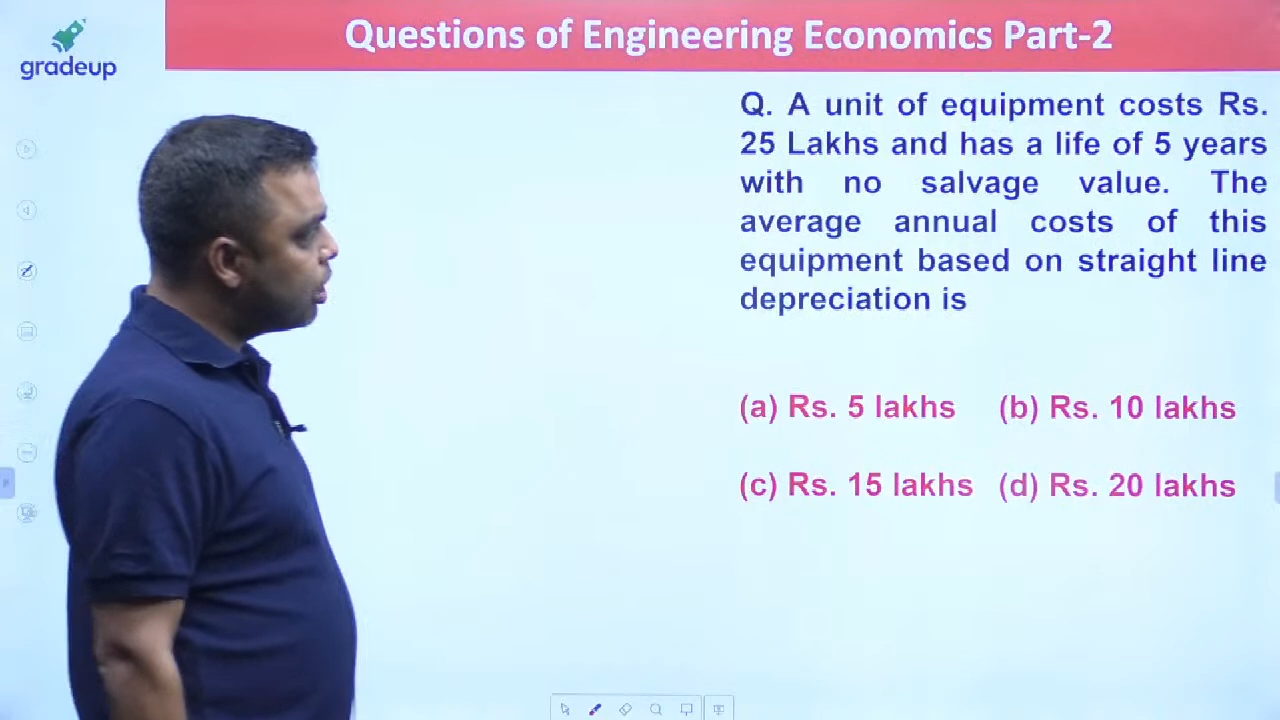 Questions of Engineering Economics Part-2
gradeup
Q. A unit of equipment costs Rs.
25 Lakhs and has a life of 5 years
with no salvage value. The
average annual costs of this
equipment based on straight line
depreciation is
(a) Rs. 5 lakhs (b) Rs. 10 lakhs
(c) Rs. 15 lakhs (d) Rs. 20 lakhs